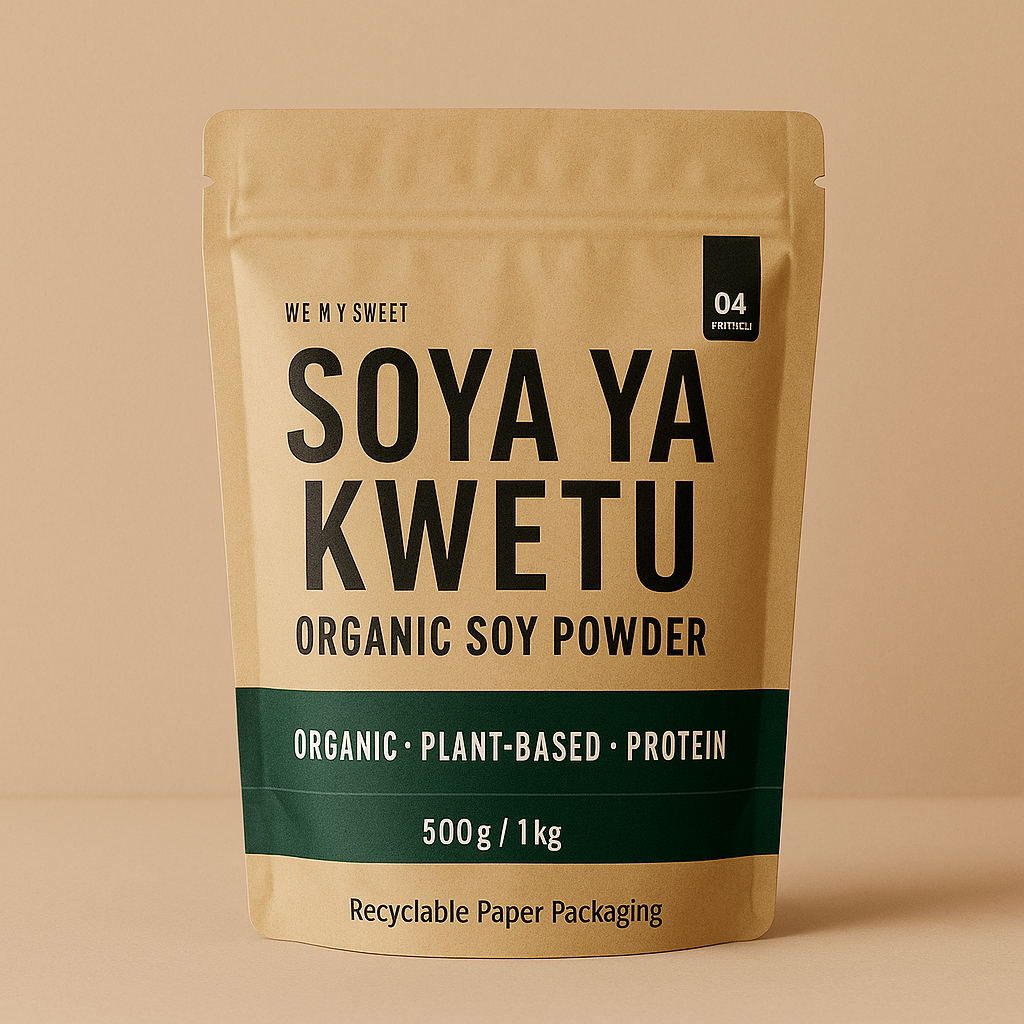 WE M Y SWEET
04
SOYA YA
KWETU
ORGANIC SOY POWDER
ORGANIC · PLANT-BASED · PROTEIN
500g / 1kg
Recyclable Paper Packaging